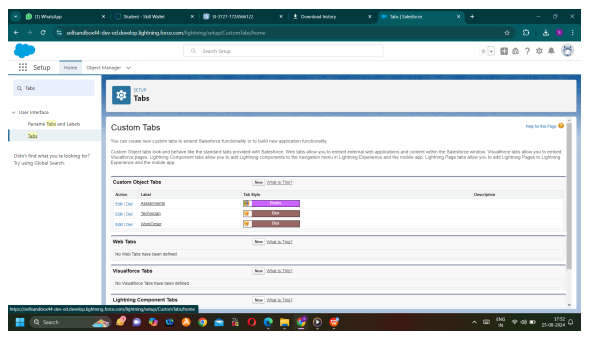 (1) WhatsApp
Student - Skill Wallet
SI-3727-1724566122
Download history
Tabs | Salesforce
selfsandbox44-dev-ed.develop.lightning.force.com/lightning/setup/CustomTabs/home
Search Setup
Setup
Home
Object Manager
Tabs
User Interface
Rename Tabs and Labels
Tabs
Didn't find what you're looking for?
Try using Global Search.
SETUP
Tabs
Custom Tabs
Help for this Page
You can create new custom tabs to extend Salesforce functionality or to build new application functionality.
Custom Object tabs look and behave like the standard tabs provided with Salesforce. Web tabs allow you to embed external web applications and content within the Salesforce window. Visualforce tabs allow you to embed
Visualforce pages. Lightning Component tabs allow you to add Lightning components to the navigation menu in Lightning Experience and the mobile app. Lightning Page tabs allow you to add Lightning Pages to Lightning
Experience and the mobile app.
Custom Object Tabs
New What Is This?
Action Label Tab Style Description
Edit | Del Assignments Books
Edit | Del Technician Box
Edit | Del WorkOrder Box
Web Tabs
New What Is This?
No Web Tabs have been defined
Visualforce Tabs
New What Is This?
No Visualforce Tabs have been defined
Lightning Component Tabs
New What Is This?
https://selfsandbox44-dev-ed.develop.lightning.force.com/lightning/setup/CustomTabs/home
Search
ENG
IN
17:52
25-08-2024